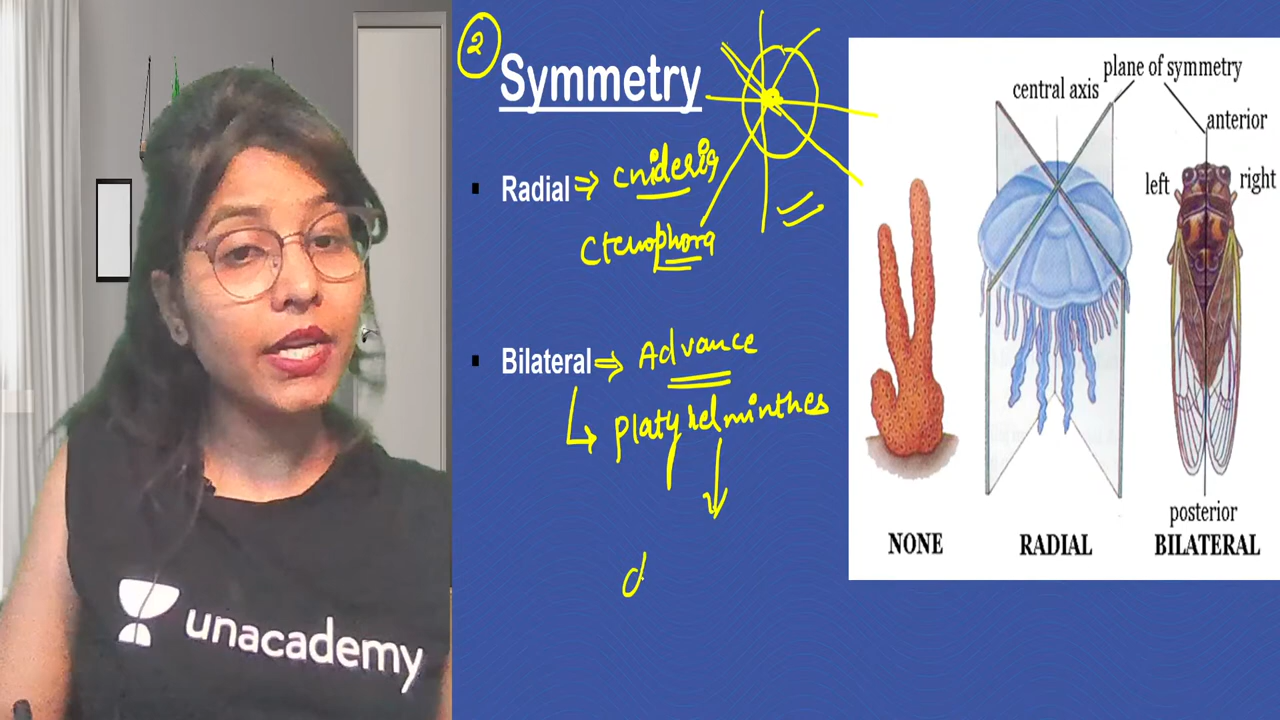 2
Symmetry
Radial ⇒ cnideria
Ctenophora
Bilateral ⇒ Advance
↳ platyhelminthes
d
unacademy
plane of symmetry
central axis
anterior
left
right
posterior
NONE
RADIAL
BILATERAL